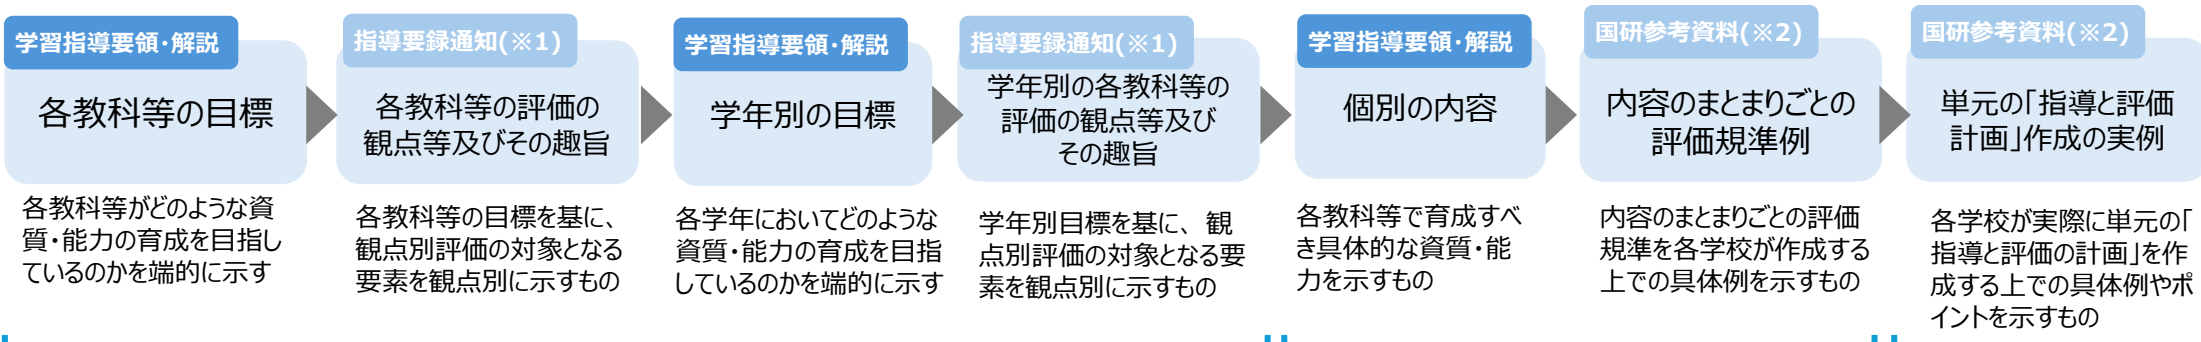 学習指導要領・解説
各教科等の目標
各教科等がどのような資
質・能力の育成を目指し
ているのかを端的に示す
指導要録通知(※1)
各教科等の評価の
観点等及びその趣旨
各教科等の目標を基に、
観点別評価の対象となる
要素を観点別に示すもの
学習指導要領・解説
学年別の目標
各学年においてどのような
資質・能力の育成を目指
しているのかを端的に示す
指導要録通知(※1)
学年別の各教科等の
評価の観点等及び
その趣旨
学年別目標を基に、観
点別評価の対象となる要
素を観点別に示すもの
学習指導要領・解説
個別の内容
各教科等で育成すべ
き具体的な資質・能
力を示すもの
国研参考資料(※2)
内容のまとまりごとの
評価規準例
内容のまとまりごとの評価
規準を各学校が作成する
上での具体例を示すもの
国研参考資料(※2)
単元の「指導と評価
計画」作成の実例
各学校が実際に単元の「
指導と評価の計画」を作
成する上での具体例やポ
イントを示すもの